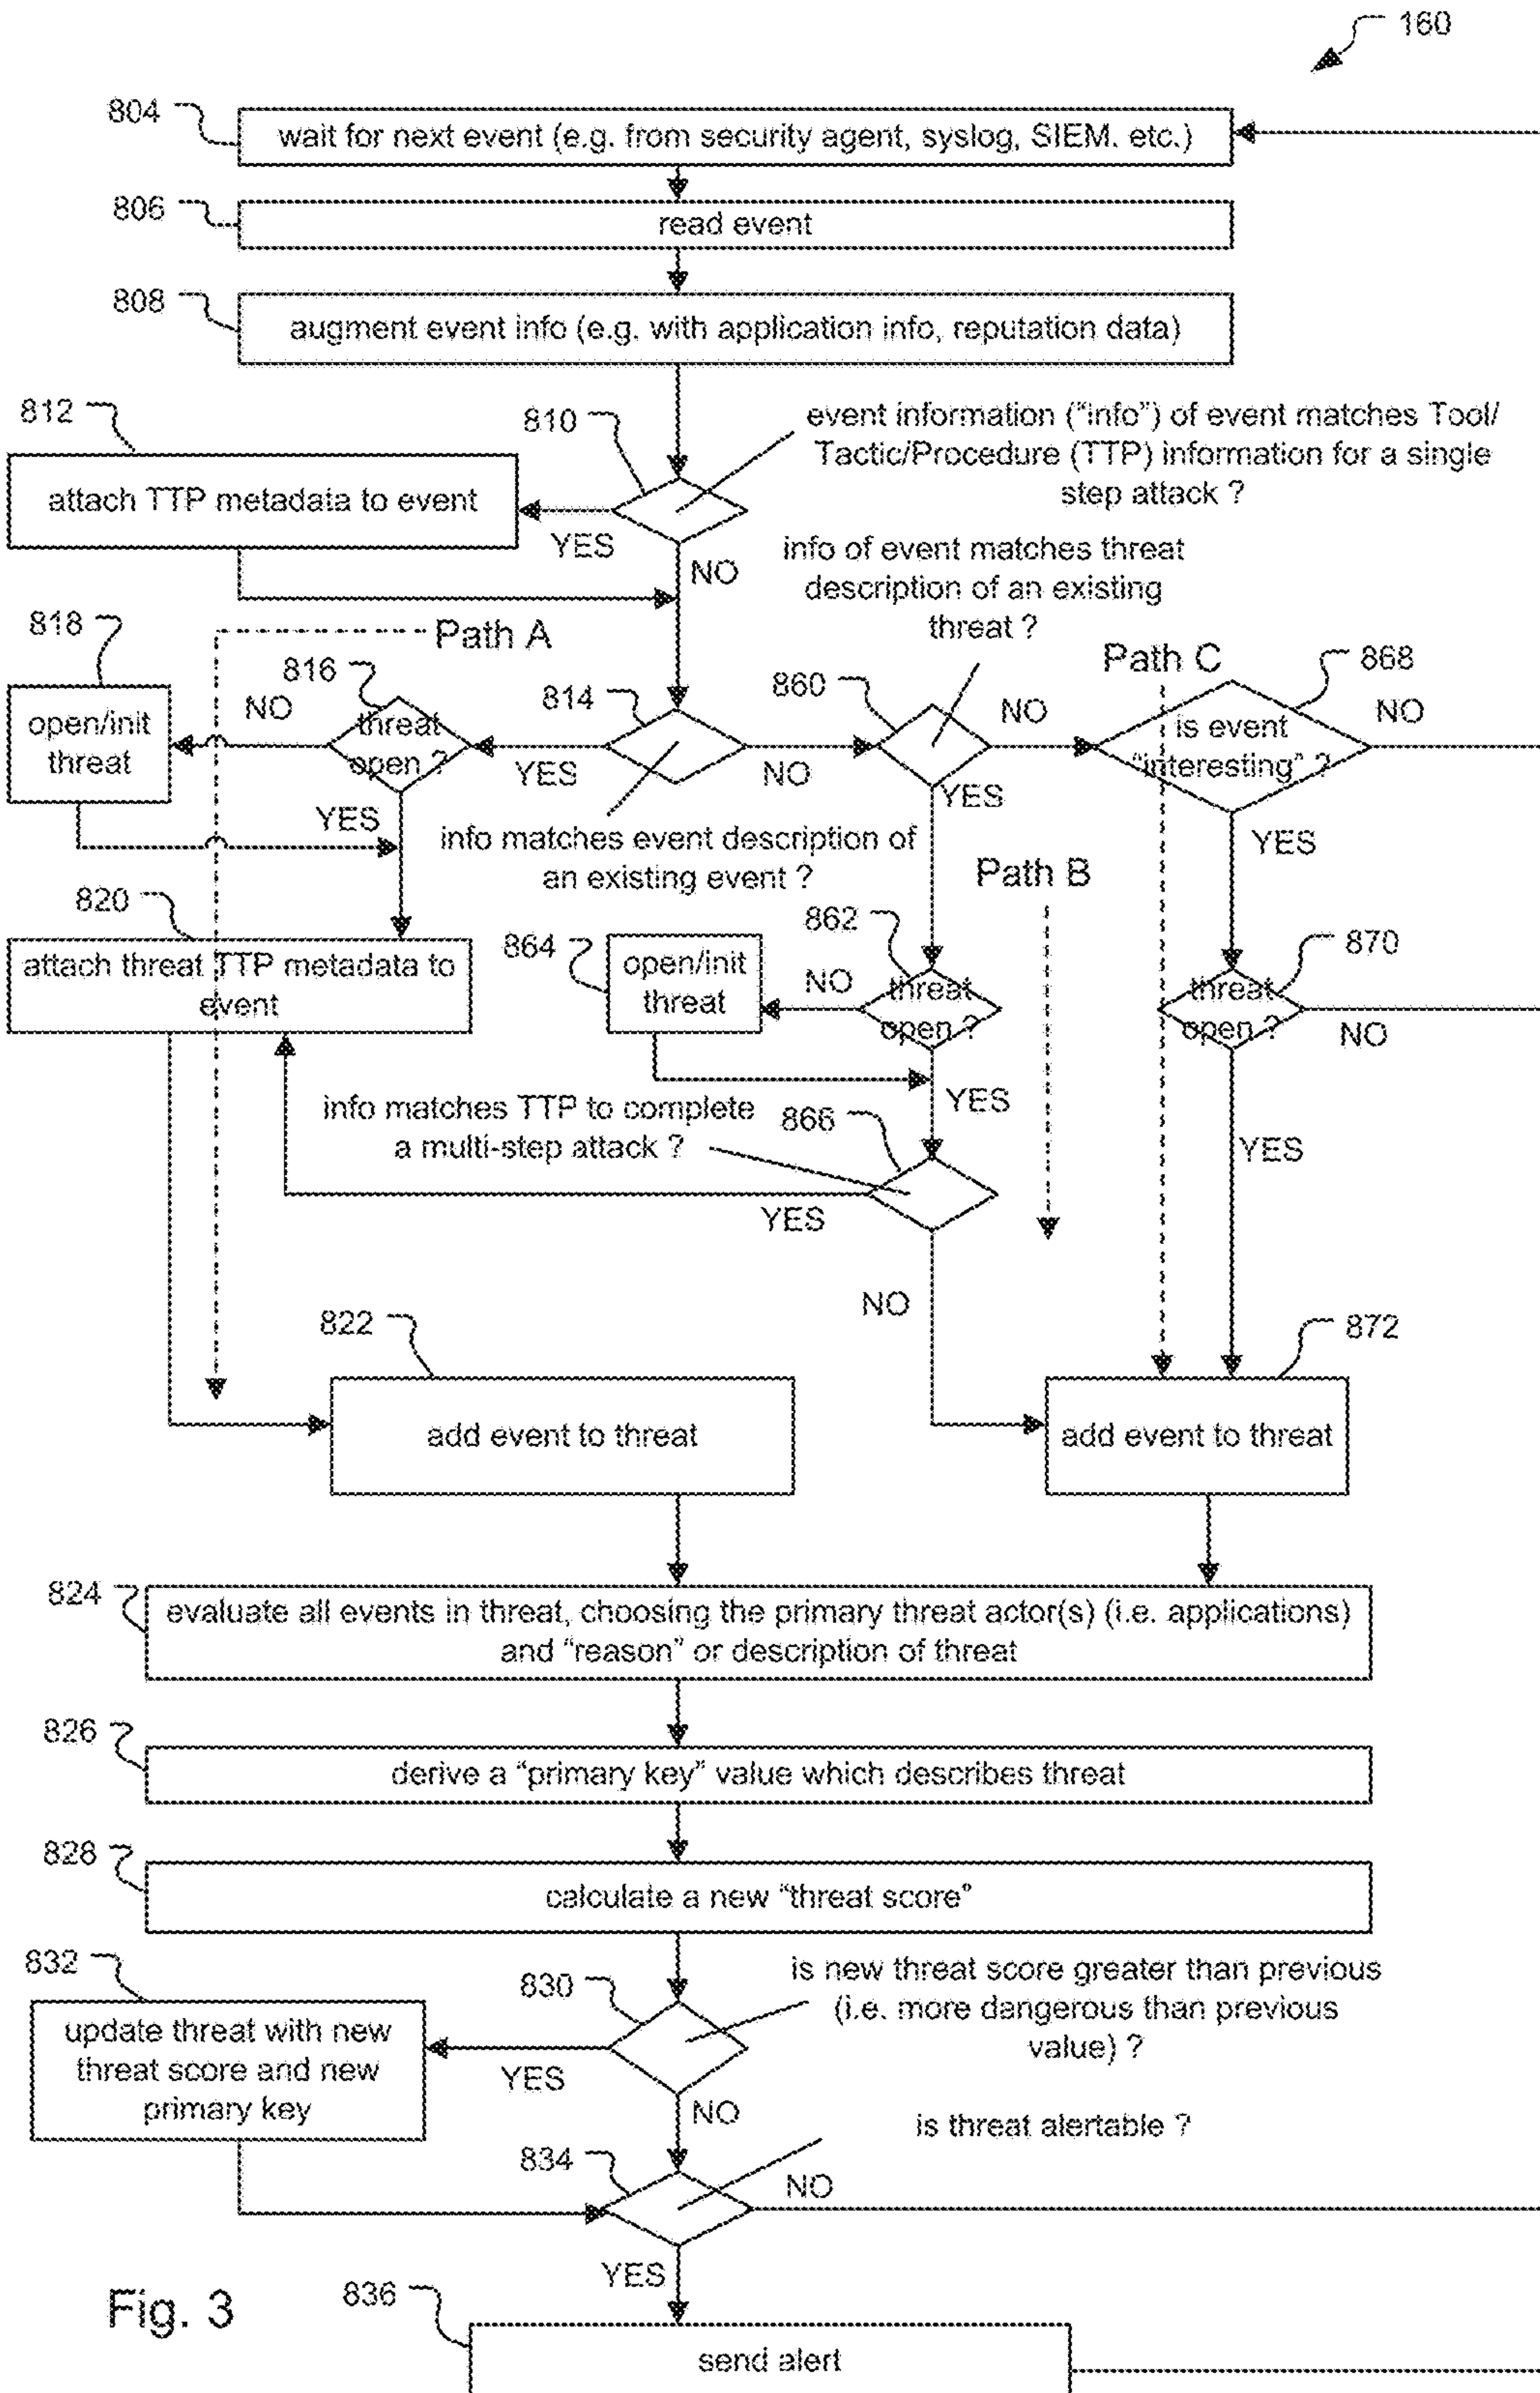 160
804
wait for next event (e.g. from security agent, syslog, SIEM. etc.)
806
read event
808
augment event info (e.g. with application info, reputation data)
812
810
event information (“info”) of event matches Tool/
Tactic/Procedure (TTP) information for a single
step attack ?
attach TTP metadata to event
YES
NO
info of event matches threat
description of an existing
threat ?
818
Path A
816
814
860
Path C
868
open/init
threat
NO
threat
open ?
YES
NO
NO
is event
“interesting” ?
NO
YES
YES
YES
info matches event description of
an existing event ?
Path B
820
attach threat TTP metadata to
event
864
open/init
threat
862
NO
threat
open ?
870
threat
open ?
NO
YES
info matches TTP to complete
a multi-step attack ?
866
YES
YES
NO
822
872
add event to threat
add event to threat
824
evaluate all events in threat, choosing the primary threat actor(s) (i.e. applications)
and “reason” or description of threat
826
derive a “primary key” value which describes threat
828
calculate a new “threat score”
832
830
is new threat score greater than previous
(i.e. more dangerous than previous
value) ?
update threat with new
threat score and new
primary key
YES
NO
is threat alertable ?
834
NO
YES
Fig. 3
836
send alert